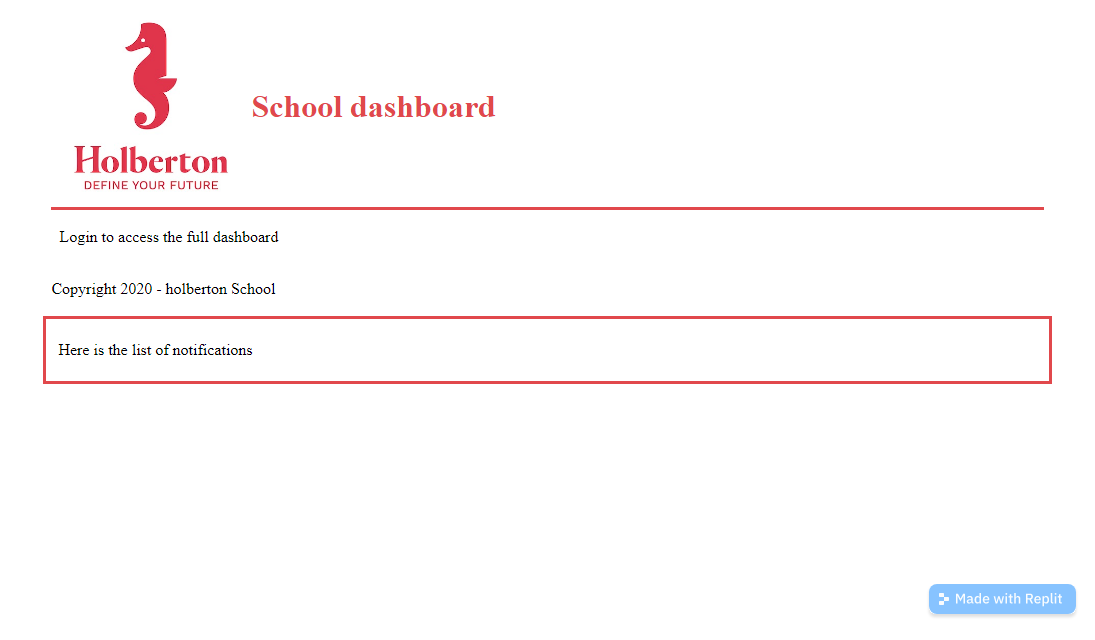 Holberton
DEFINE YOUR FUTURE
School dashboard
Login to access the full dashboard
Copyright 2020 - holberton School
Here is the list of notifications
Made with Replit